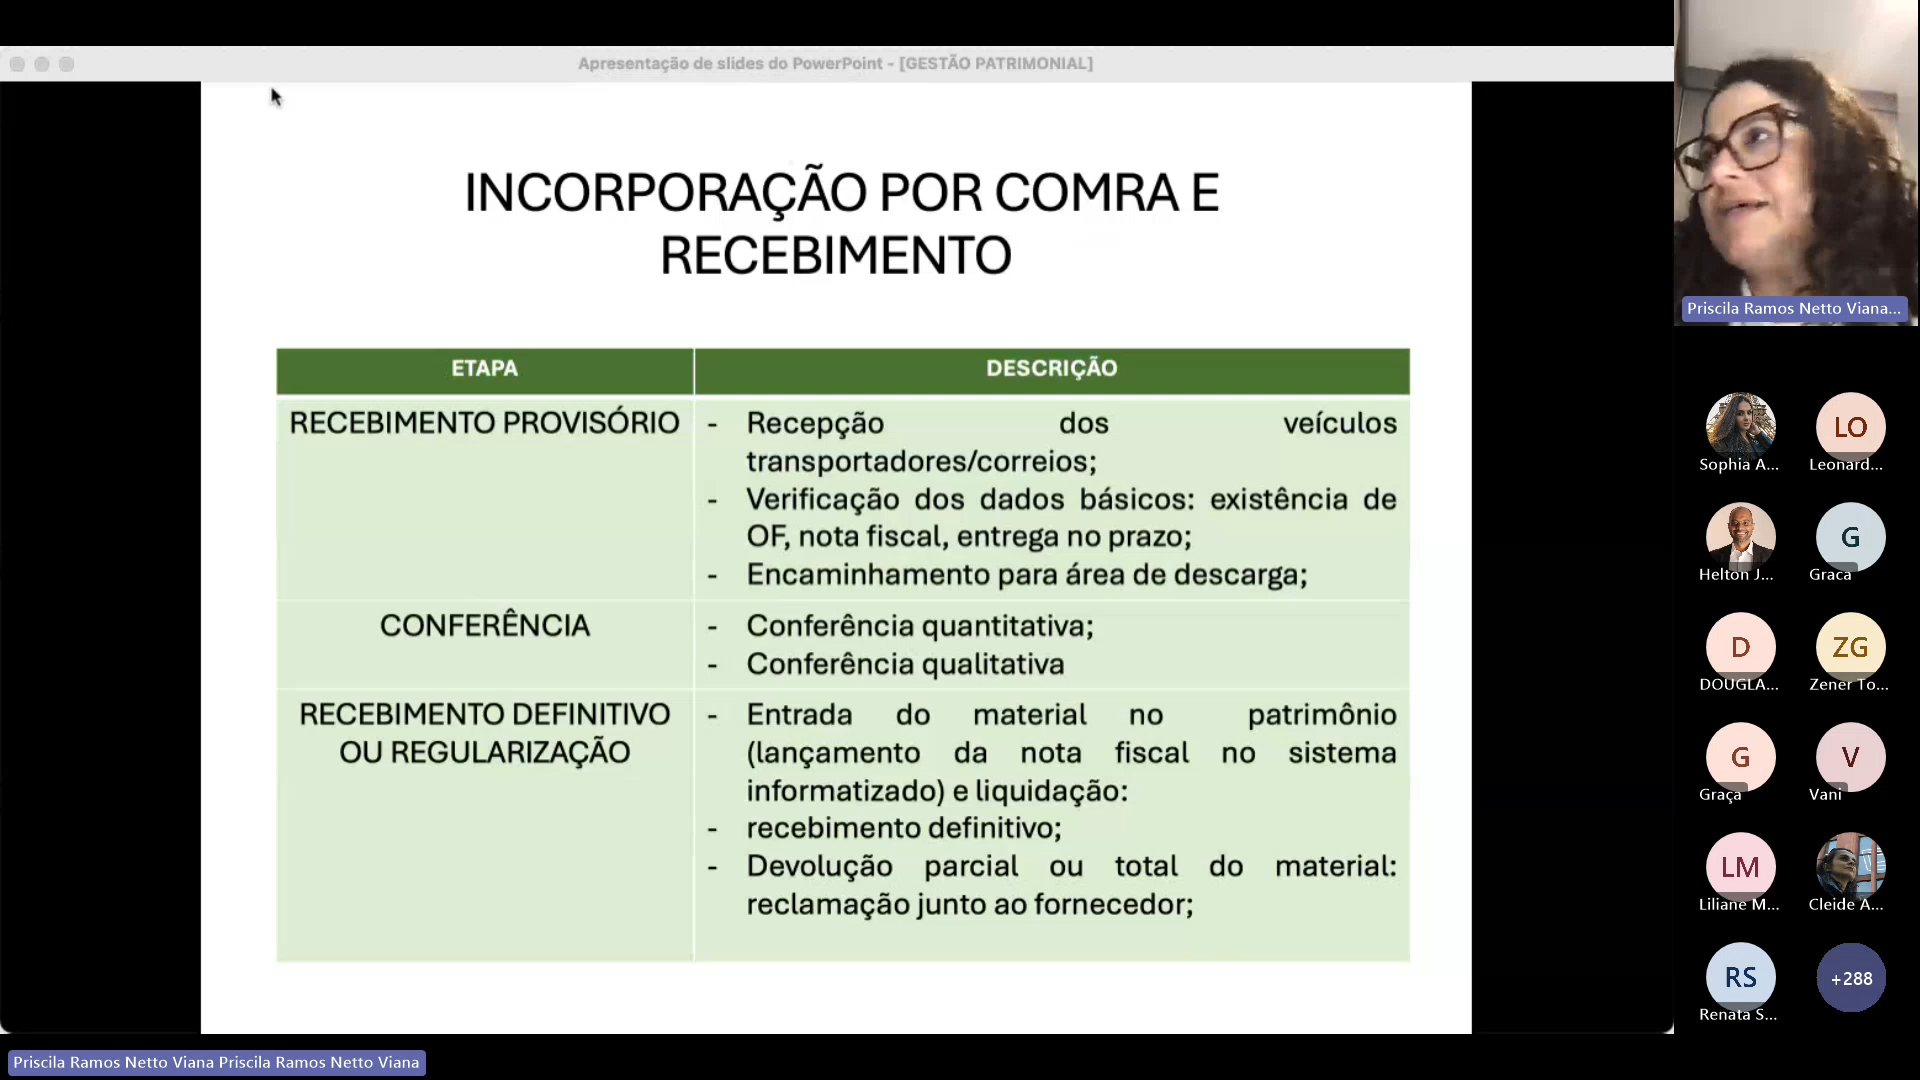 Apresentação de slides do PowerPoint - [GESTÃO PATRIMONIAL]
INCORPORAÇÃO POR COMRA E
RECEBIMENTO
ETAPA
DESCRIÇÃO
RECEBIMENTO PROVISÓRIO
- Recepção dos veículos
transportadores/correios;
- Verificação dos dados básicos: existência de
OF, nota fiscal, entrega no prazo;
- Encaminhamento para área de descarga;
CONFERÊNCIA
- Conferência quantitativa;
- Conferência qualitativa
RECEBIMENTO DEFINITIVO
OU REGULARIZAÇÃO
- Entrada do material no patrimônio
(lançamento da nota fiscal no sistema
informatizado) e liquidação:
- recebimento definitivo;
- Devolução parcial ou total do material:
reclamação junto ao fornecedor;
Priscila Ramos Netto Viana...
LO
Sophia A...
Leonard...
G
Helton J...
Graca
D
ZG
DOUGLA...
Zener To...
G
V
Graça
Vani
LM
Liliane M...
Cleide A...
RS
+288
Renata S...
Priscila Ramos Netto Viana Priscila Ramos Netto Viana